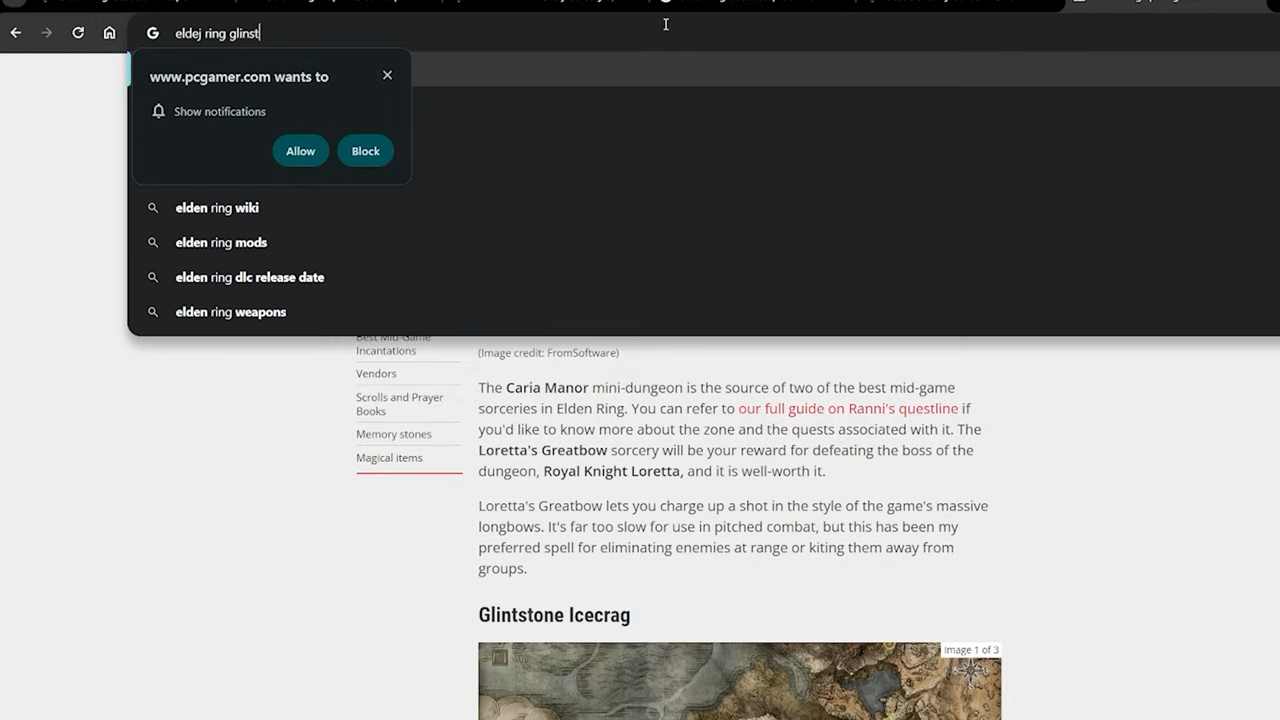 eldej ring glinst
www.pcgamer.com wants to
Show notifications
Allow
Block
elden ring wiki
elden ring mods
elden ring dlc release date
elden ring weapons
Best Mid-Game
Incantations
Vendors
Scrolls and Prayer
Books
Memory stones
Magical items
(Image credit: FromSoftware)
The Caria Manor mini-dungeon is the source of two of the best mid-game
sorceries in Elden Ring. You can refer to our full guide on Ranni's questline if
you'd like to know more about the zone and the quests associated with it. The
Loretta's Greatbow sorcery will be your reward for defeating the boss of the
dungeon, Royal Knight Loretta, and it is well-worth it.
Loretta's Greatbow lets you charge up a shot in the style of the game's massive
longbows. It's far too slow for use in pitched combat, but this has been my
preferred spell for eliminating enemies at range or kiting them away from
groups.
Glintstone Icecrag
Image 1 of 3